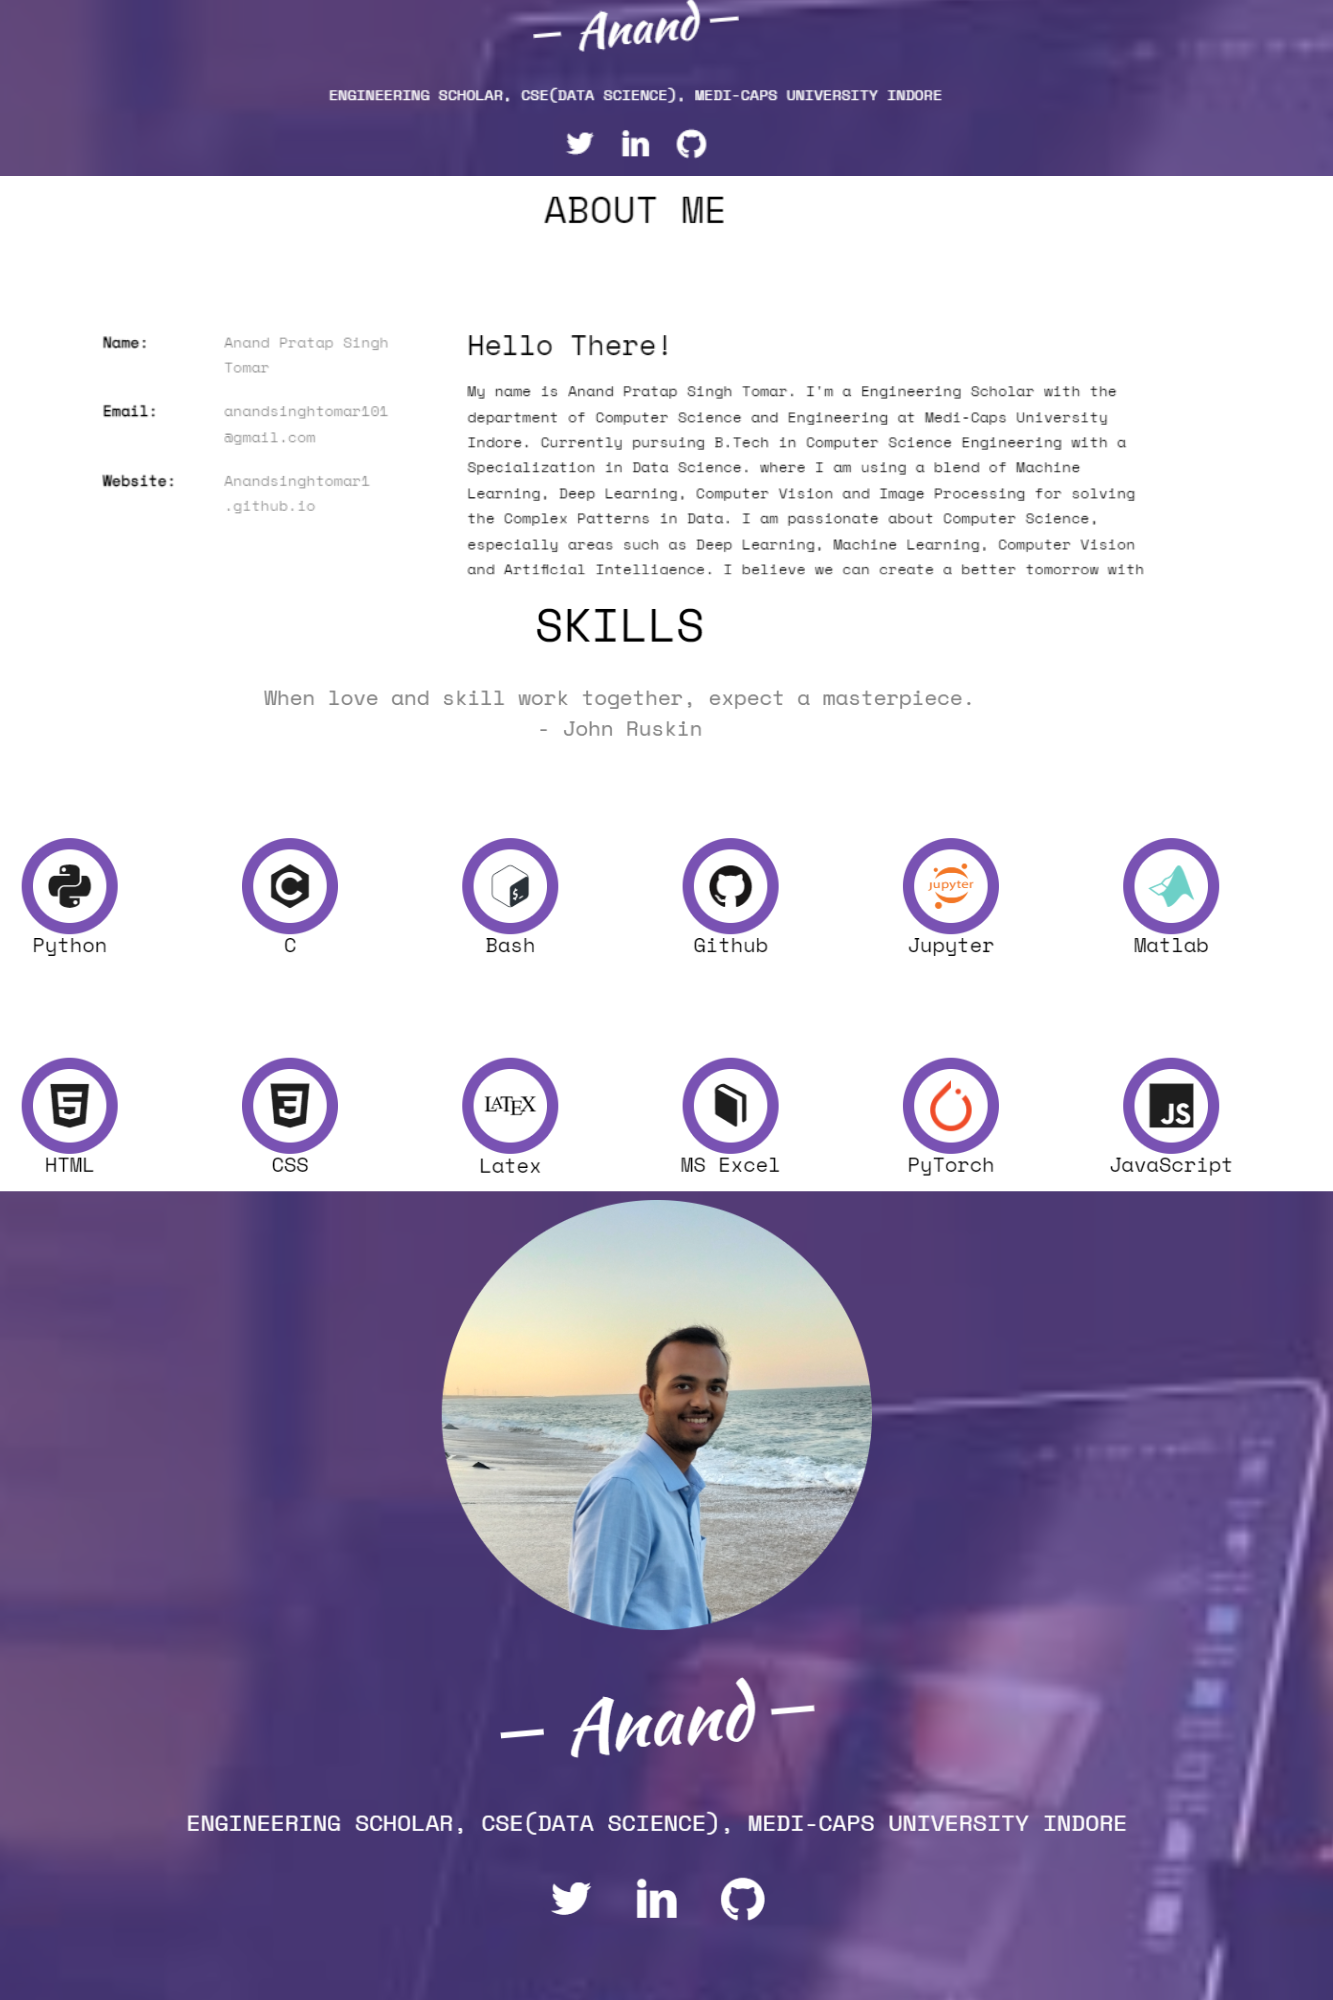 — Anand —
ENGINEERING SCHOLAR, CSE(DATA SCIENCE), MEDI-CAPS UNIVERSITY INDORE
ABOUT ME
Name: Anand Pratap Singh
Tomar
Email: anandsinghtomar101
@gmail.com
Website: Anandsinghtomar1
.github.io
Hello There!
My name is Anand Pratap Singh Tomar. I'm a Engineering Scholar with the
department of Computer Science and Engineering at Medi-Caps University
Indore. Currently pursuing B.Tech in Computer Science Engineering with a
Specialization in Data Science. where I am using a blend of Machine
Learning, Deep Learning, Computer Vision and Image Processing for solving
the Complex Patterns in Data. I am passionate about Computer Science,
especially areas such as Deep Learning, Machine Learning, Computer Vision
and Artificial Intelligence. I believe we can create a better tomorrow with
SKILLS
When love and skill work together, expect a masterpiece.
- John Ruskin
jupyter
Python C Bash Github Jupyter Matlab
LATEX JS
HTML CSS Latex MS Excel PyTorch JavaScript
— Anand —
ENGINEERING SCHOLAR, CSE(DATA SCIENCE), MEDI-CAPS UNIVERSITY INDORE